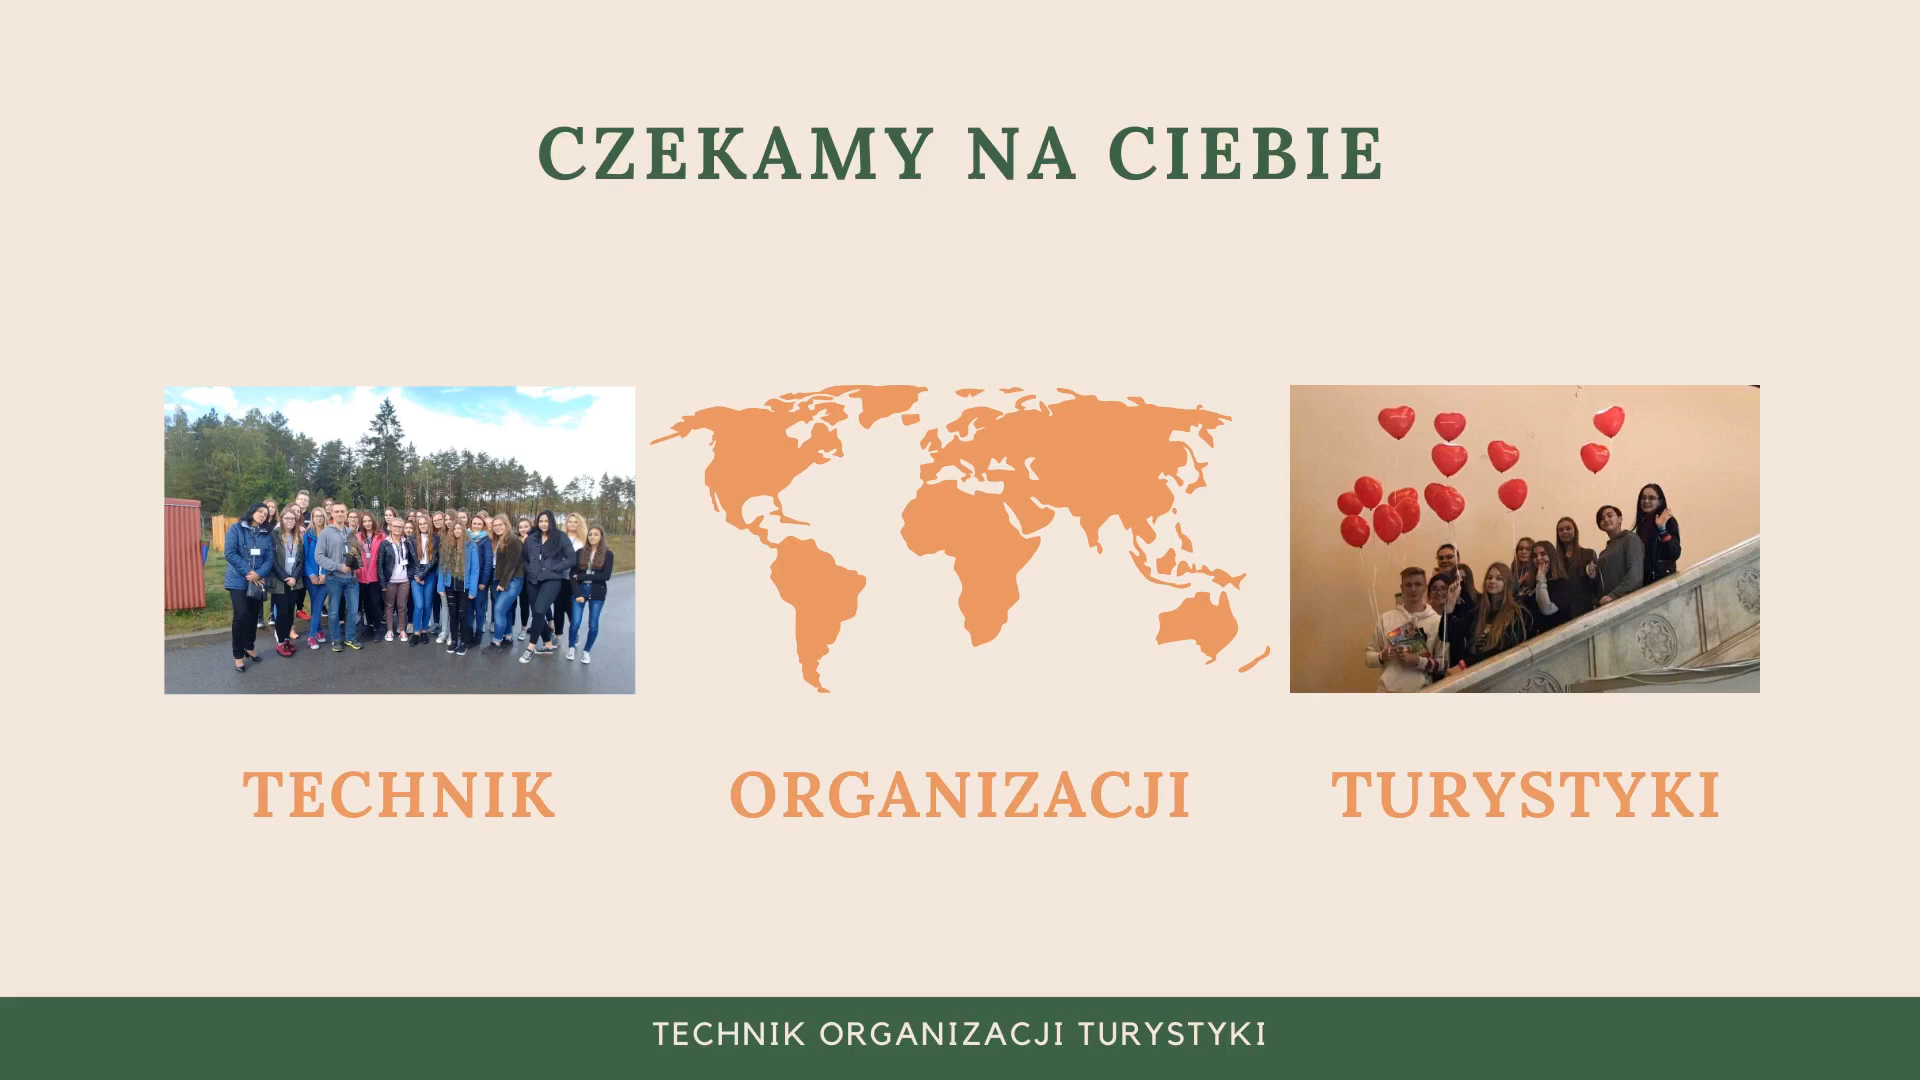 CZEKAMY NA CIEBIE
TECHNIK
ORGANIZACJI
TURYSTYKI
TECHNIK ORGANIZACJI TURYSTYKI